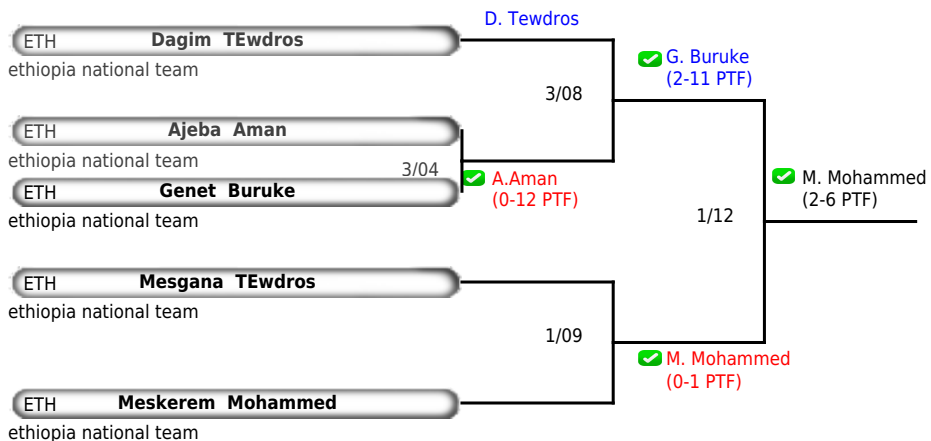 D. Tewdros
ETH Dagim TEwdros
ethiopia national team
G. Buruke
(2-11 PTF)
3/08
ETH Ajeba Aman
ethiopia national team
3/04
A.Aman
(0-12 PTF)
M. Mohammed
(2-6 PTF)
ETH Genet Buruke
ethiopia national team
1/12
ETH Mesgana TEwdros
ethiopia national team
1/09
M. Mohammed
(0-1 PTF)
ETH Meskerem Mohammed
ethiopia national team